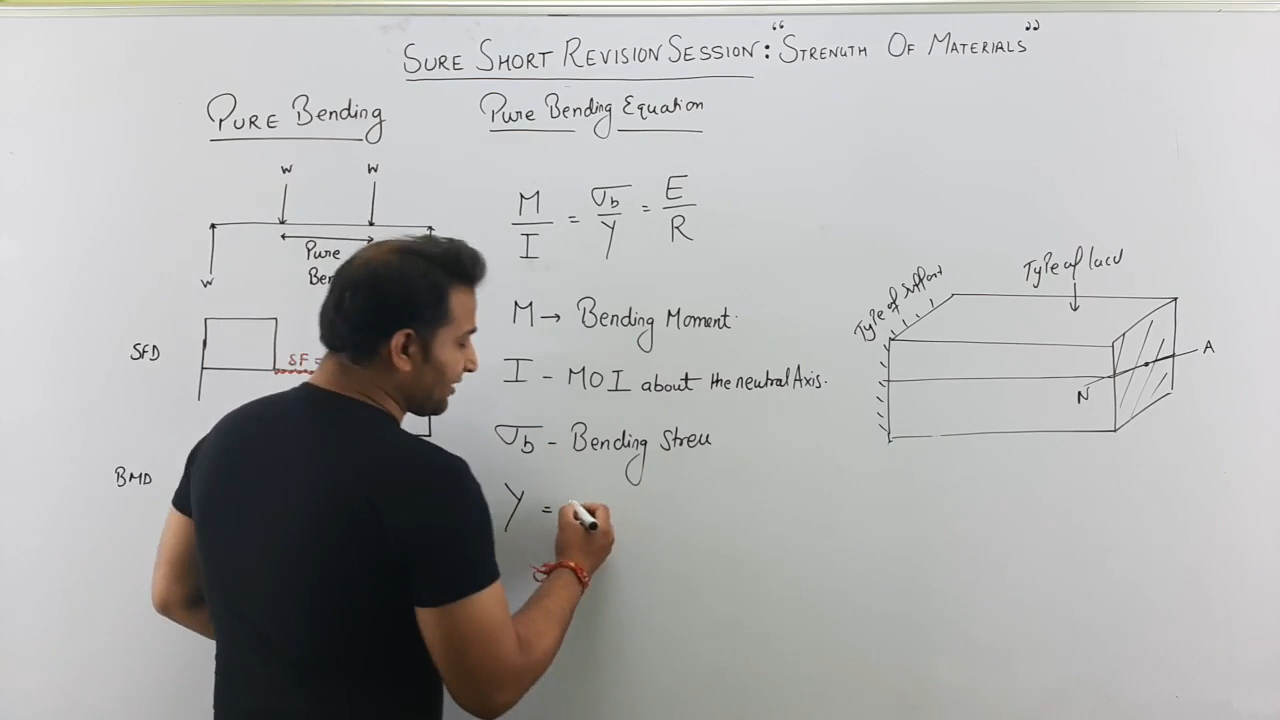 SURE SHORT REVISION SESSION: "STRENGTH OF MATERIALS"
PURE Bending
Pure Bending Equation
W W
W
Pure
Ben
SFD
SF =
BMD
M/I = σb/Y = E/R
M → Bending Moment.
I - MOI about the neutral Axis.
σb - Bending Stress
Y =
Type of support
Type of load
N
A